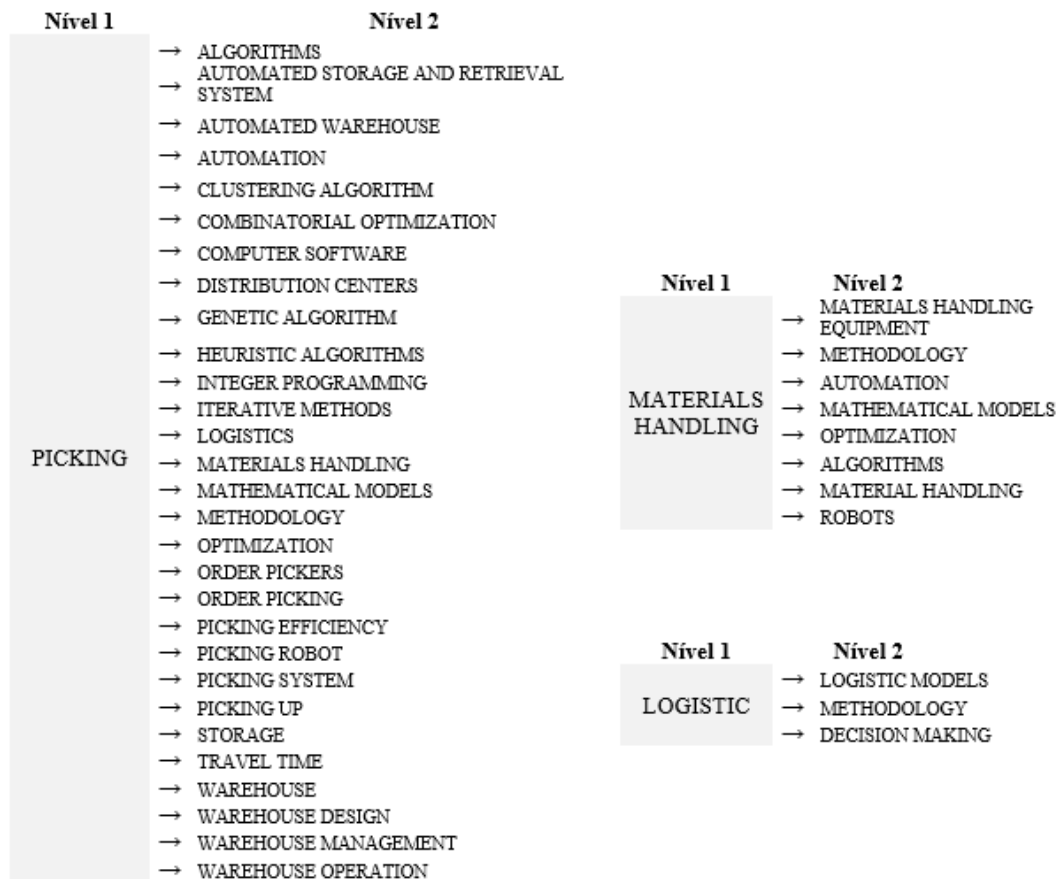 Nível 1 Nível 2
PICKING
→ ALGORITHMS
→ AUTOMATED STORAGE AND RETRIEVAL
SYSTEM
→ AUTOMATED WAREHOUSE
→ AUTOMATION
→ CLUSTERING ALGORITHM
→ COMBINATORIAL OPTIMIZATION
→ COMPUTER SOFTWARE
→ DISTRIBUTION CENTERS
→ GENETIC ALGORITHM
→ HEURISTIC ALGORITHMS
→ INTEGER PROGRAMMING
→ ITERATIVE METHODS
→ LOGISTICS
→ MATERIALS HANDLING
→ MATHEMATICAL MODELS
→ METHODOLOGY
→ OPTIMIZATION
→ ORDER PICKERS
→ ORDER PICKING
→ PICKING EFFICIENCY
→ PICKING ROBOT
→ PICKING SYSTEM
→ PICKING UP
→ STORAGE
→ TRAVEL TIME
→ WAREHOUSE
→ WAREHOUSE DESIGN
→ WAREHOUSE MANAGEMENT
→ WAREHOUSE OPERATION
Nível 1 Nível 2
MATERIALS
HANDLING
→ MATERIALS HANDLING
EQUIPMENT
→ METHODOLOGY
→ AUTOMATION
→ MATHEMATICAL MODELS
→ OPTIMIZATION
→ ALGORITHMS
→ MATERIAL HANDLING
→ ROBOTS
Nível 1 Nível 2
LOGISTIC
→ LOGISTIC MODELS
→ METHODOLOGY
→ DECISION MAKING